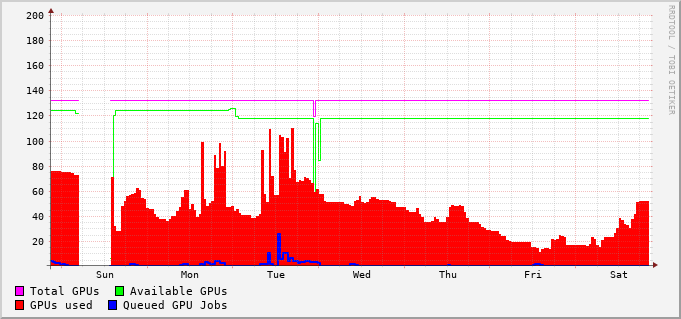 200
180
160
140
120
100
80
60
40
20
Sun Mon Tue Wed Thu Fri Sat
Total GPUs Available GPUs
GPUs used Queued GPU Jobs
RRDTOOL / TOBI OETIKER